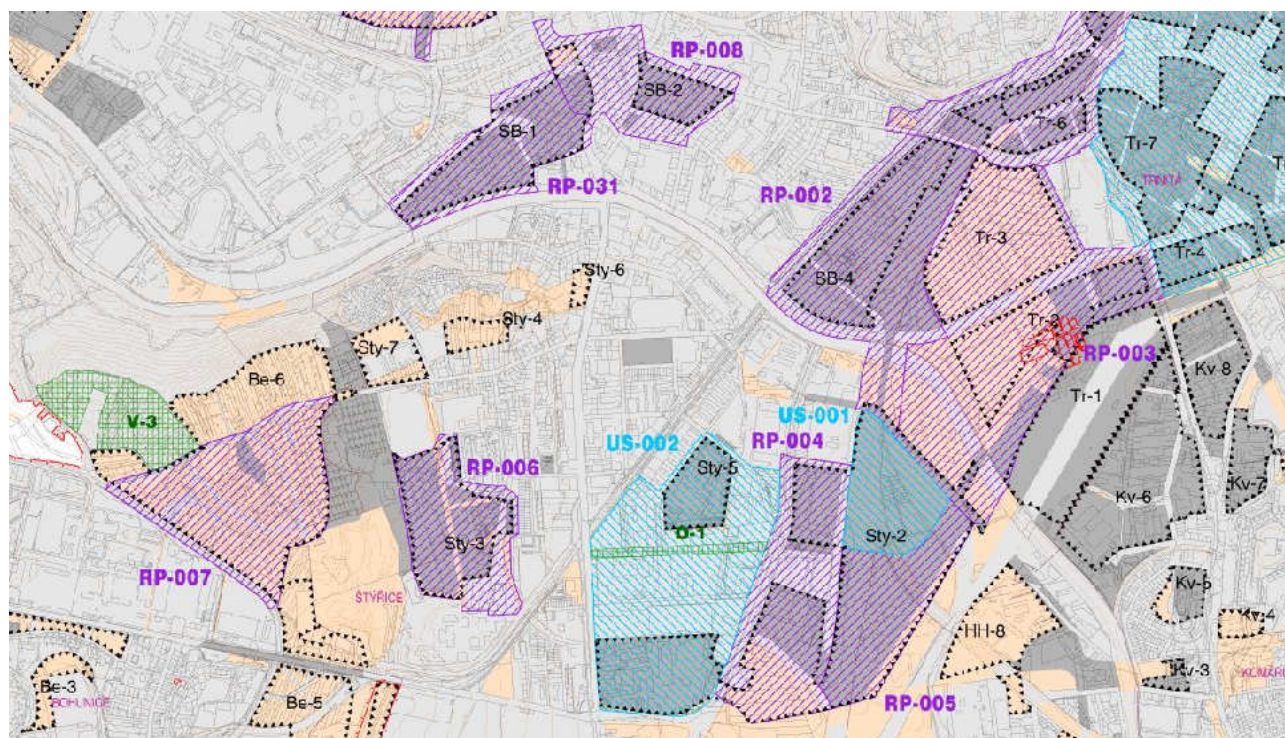 RP-008
SB-2
SB-1
Tr-6
Tr-7
TRNITÁ
RP-031
RP-002
Tr-3
Tr-4
Sty-6
SB-4
Sty-4
Tr-2
Sty-7
RP-003
Be-6
Kv-8
Tr-1
V-3
US-001
US-002
RP-004
RP-006
Sty-5
Kv-7
Kv-6
O-1
Sty-2
Sty-3
RP-007
Kv-5
ŠTÝŘICE
HH-8
Kv-4
Kv-3
Be-3
BOHUNICE
Be-5
RP-005